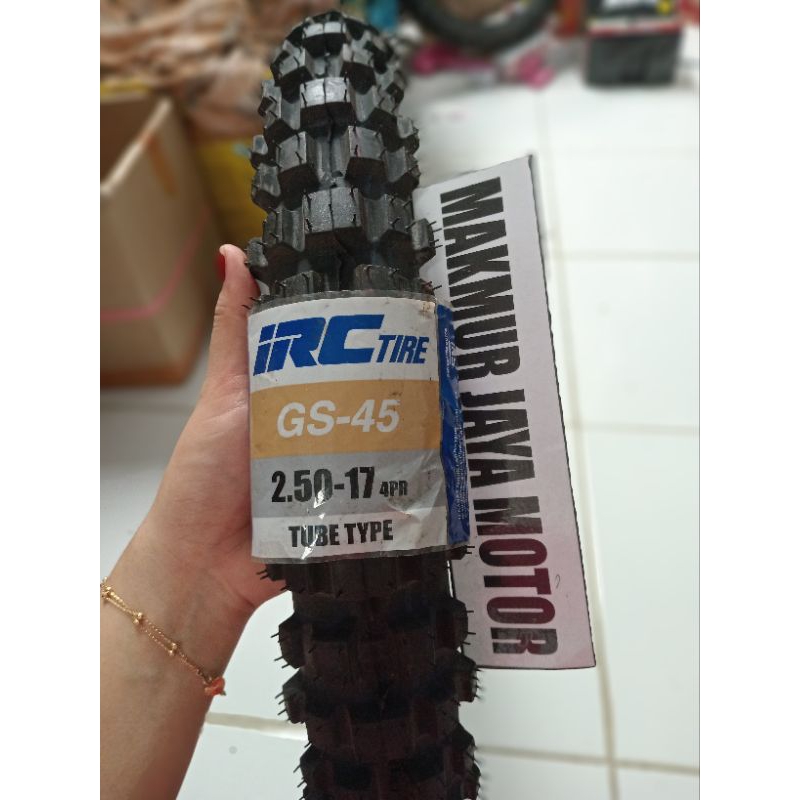 iRC TIRE
GS-45
2.50-17 4PR
TUBE TYPE
MAKMUR JAYA MOTOR